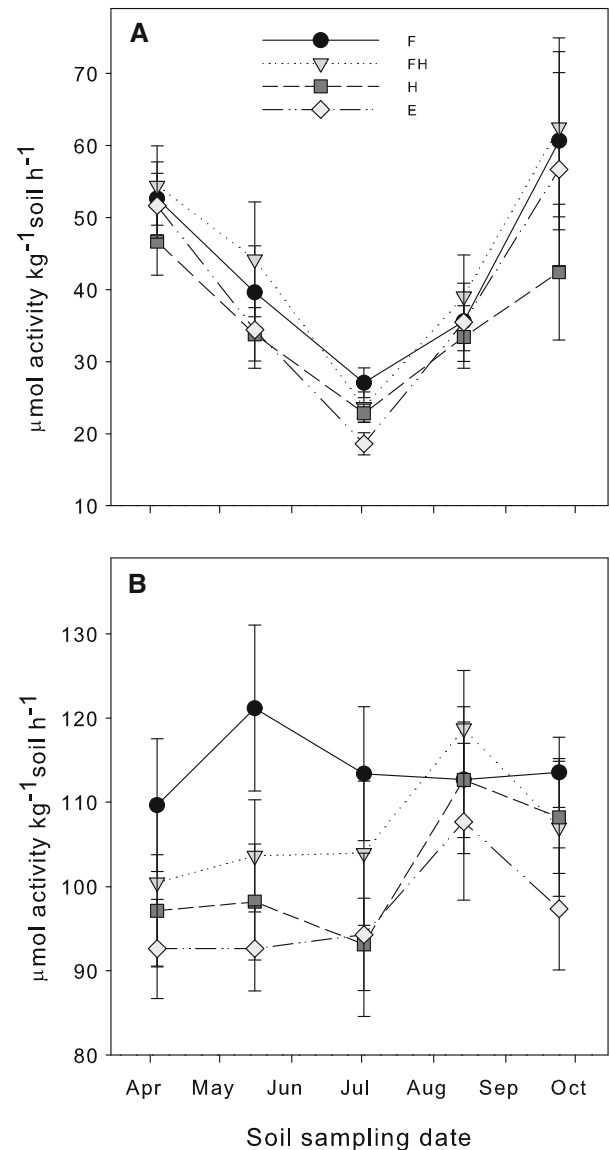 A
F
FH
H
E
70
60
50
40
30
20
10
μmol activity kg⁻¹soil h⁻¹
B
130
120
110
100
90
80
μmol activity kg⁻¹soil h⁻¹
Apr May Jun Jul Aug Sep Oct
Soil sampling date